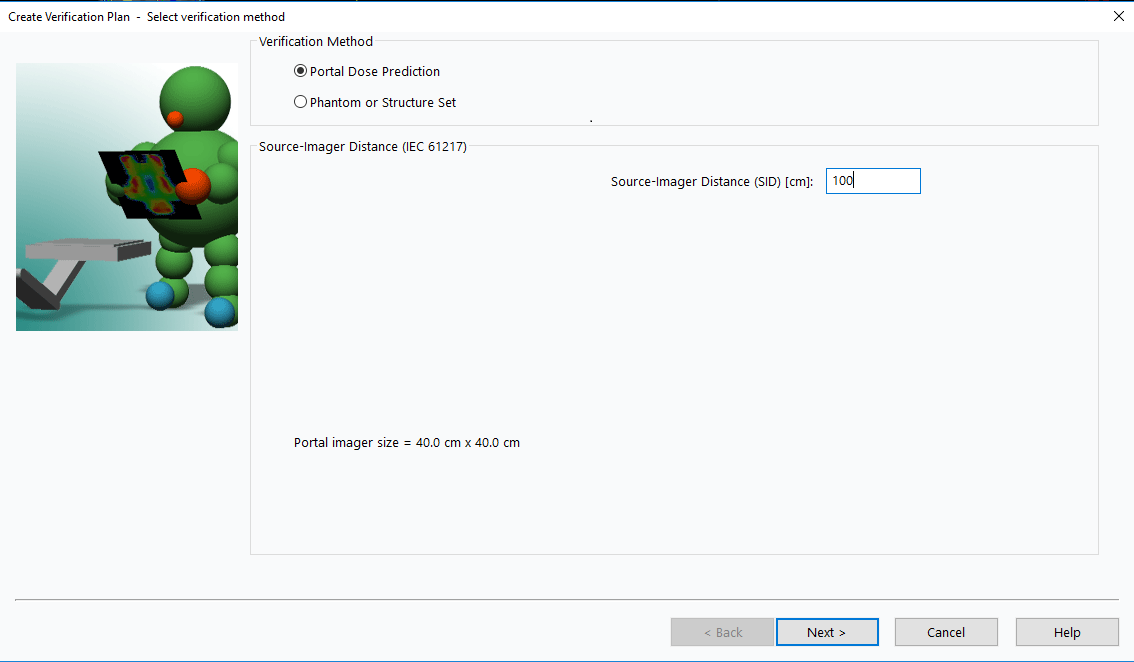 Create Verification Plan - Select verification method
Verification Method
Portal Dose Prediction
Phantom or Structure Set
.
Source-Imager Distance (IEC 61217)
Source-Imager Distance (SID) [cm]: 100
Portal imager size = 40.0 cm x 40.0 cm
< Back Next > Cancel Help